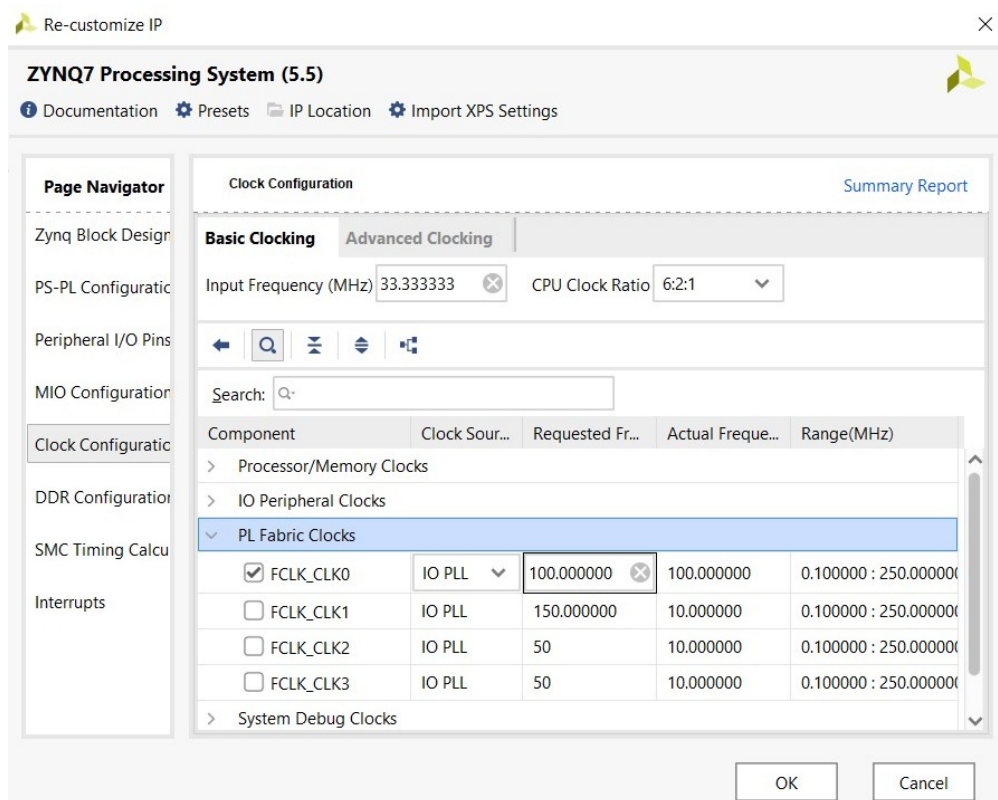 Re-customize IP
ZYNQ7 Processing System (5.5)
Documentation Presets IP Location Import XPS Settings
Page Navigator
Zynq Block Design
PS-PL Configuratic
Peripheral I/O Pins
MIO Configuration
Clock Configuratic
DDR Configuration
SMC Timing Calcu
Interrupts
Clock Configuration Summary Report
Basic Clocking Advanced Clocking
Input Frequency (MHz) 33.333333 CPU Clock Ratio 6:2:1
Search:
Component Clock Sour... Requested Fr... Actual Freque... Range(MHz)
Processor/Memory Clocks
IO Peripheral Clocks
PL Fabric Clocks
FCLK_CLK0 IO PLL 100.000000 100.000000 0.100000 : 250.000000
FCLK_CLK1 IO PLL 150.000000 10.000000 0.100000 : 250.000000
FCLK_CLK2 IO PLL 50 10.000000 0.100000 : 250.000000
FCLK_CLK3 IO PLL 50 10.000000 0.100000 : 250.000000
System Debug Clocks
OK Cancel